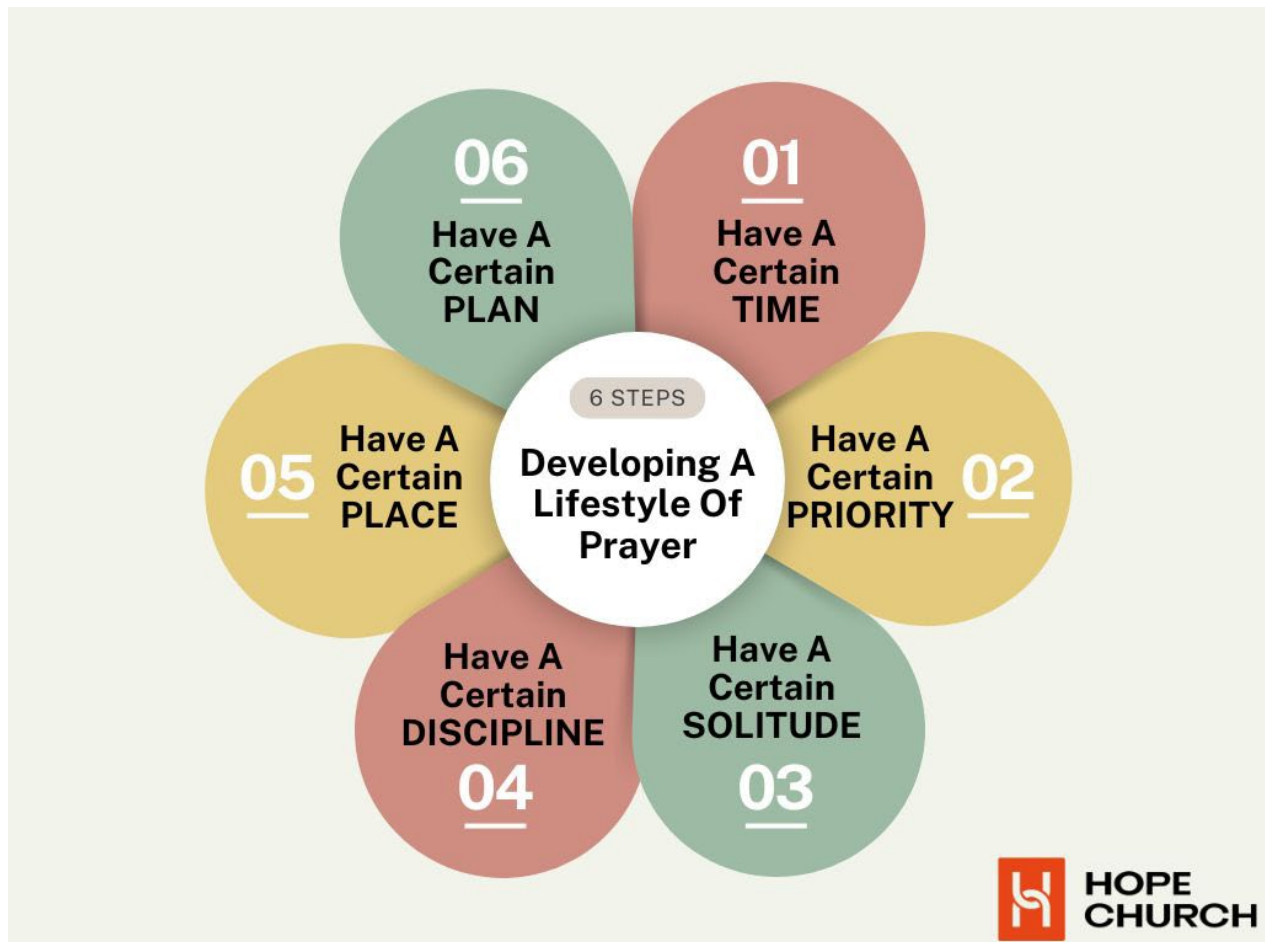 6 STEPS
Developing A
Lifestyle Of
Prayer
01
Have A
Certain
TIME
02
Have A
Certain
PRIORITY
03
Have A
Certain
SOLITUDE
04
Have A
Certain
DISCIPLINE
05
Have A
Certain
PLACE
06
Have A
Certain
PLAN
HOPE
CHURCH